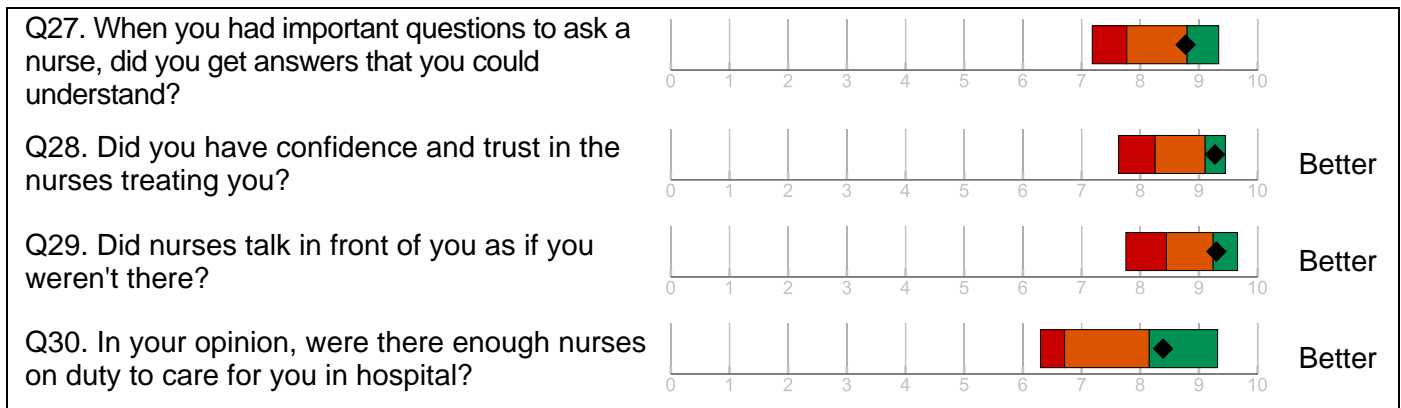 Q27. When you had important questions to ask a
nurse, did you get answers that you could
understand?
0 1 2 3 4 5 6 7 8 9 10
Q28. Did you have confidence and trust in the
nurses treating you?
Better
0 1 2 3 4 5 6 7 8 9 10
Q29. Did nurses talk in front of you as if you
weren't there?
Better
0 1 2 3 4 5 6 7 8 9 10
Q30. In your opinion, were there enough nurses
on duty to care for you in hospital?
Better
0 1 2 3 4 5 6 7 8 9 10